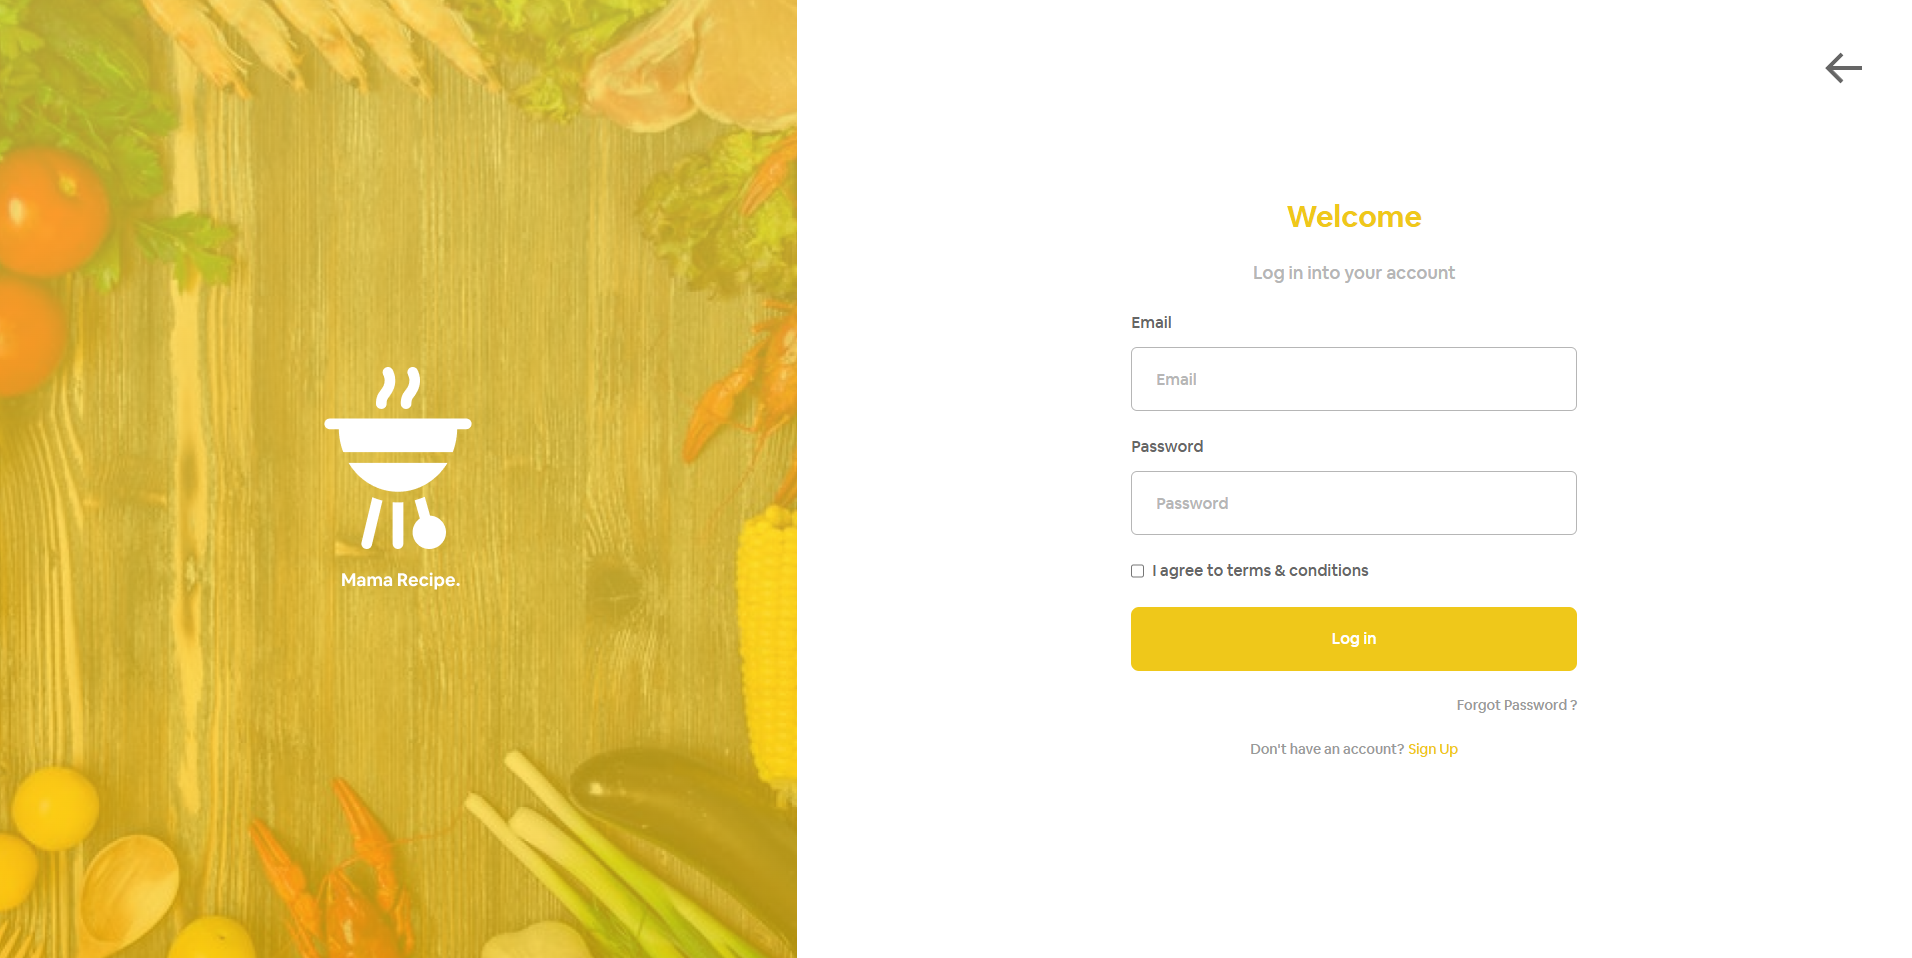 Mama Recipe.
Welcome
Log in into your account
Email
Email
Password
Password
I agree to terms & conditions
Log in
Forgot Password ?
Don't have an account? Sign Up